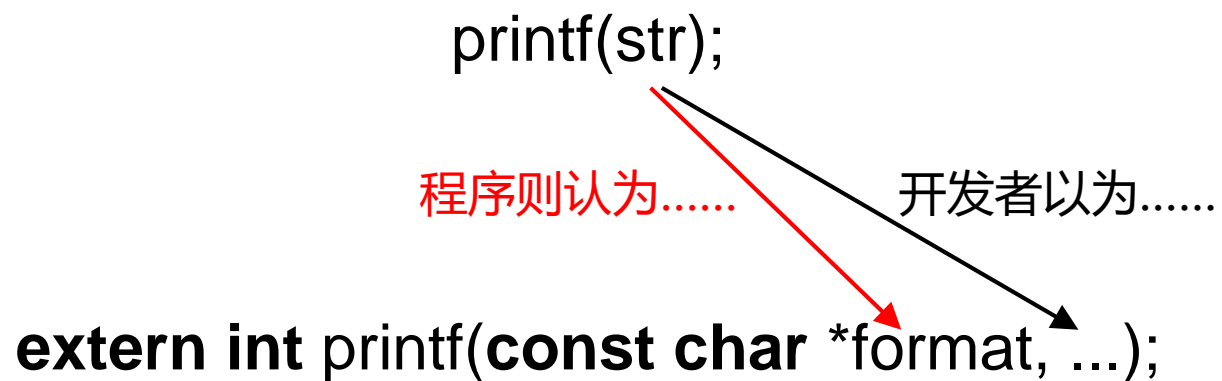 printf(str);
程序则认为…… 开发者以为……
extern int printf(const char *format, ...);